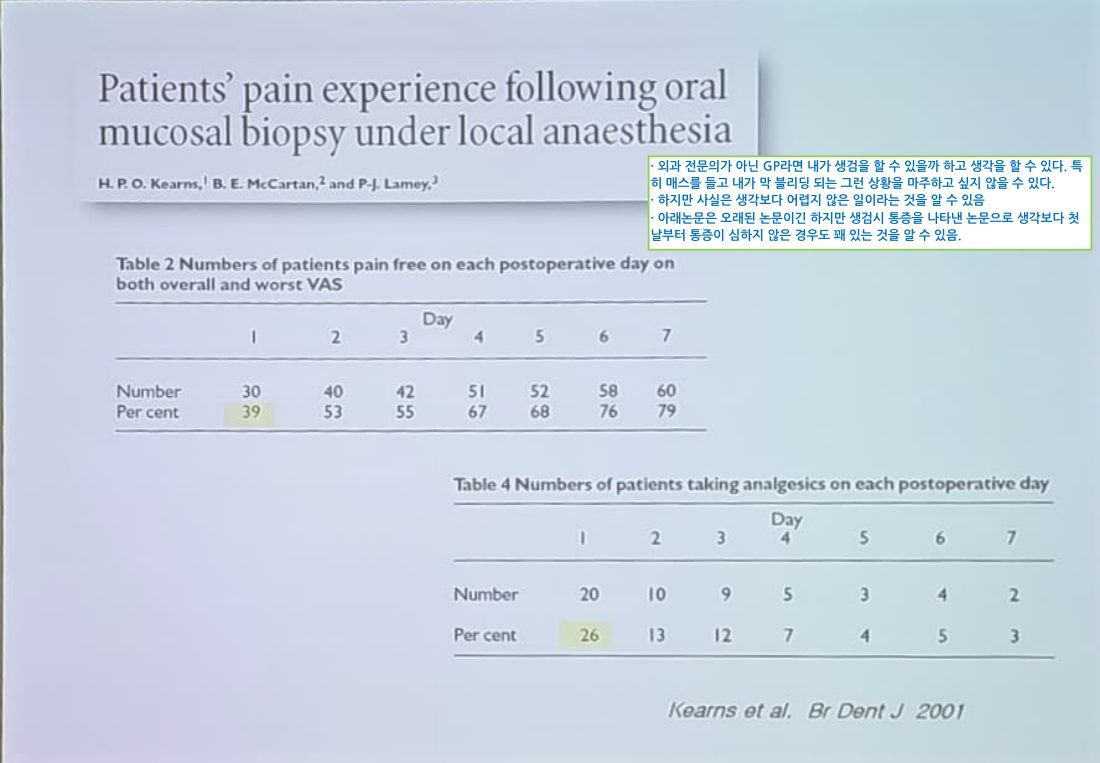 Patients' pain experience following oral
mucosal biopsy under local anaesthesia
H. P. O. Kearns,¹ B. E. McCartan,² and P-J. Lamey,³
· 외과 전문의가 아닌 GP라면 내가 생검을 할 수 있을까 하고 생각을 할 수 있다. 특
히 매스를 들고 내가 막 블리딩 되는 그런 상황을 마주하고 싶지 않을 수 있다.
· 하지만 사실은 생각보다 어렵지 않은 일이라는 것을 알 수 있음
· 아래논문은 오래된 논문이긴 하지만 생검시 통증을 나타낸 논문으로 생각보다 첫
날부터 통증이 심하지 않은 경우도 꽤 있는 것을 알 수 있음.
Table 2 Numbers of patients pain free on each postoperative day on
both overall and worst VAS
Day
1 2 3 4 5 6 7
Number 30 40 42 51 52 58 60
Per cent 39 53 55 67 68 76 79
Table 4 Numbers of patients taking analgesics on each postoperative day
Day
1 2 3 4 5 6 7
Number 20 10 9 5 3 4 2
Per cent 26 13 12 7 4 5 3
Kearns et al. Br Dent J 2001